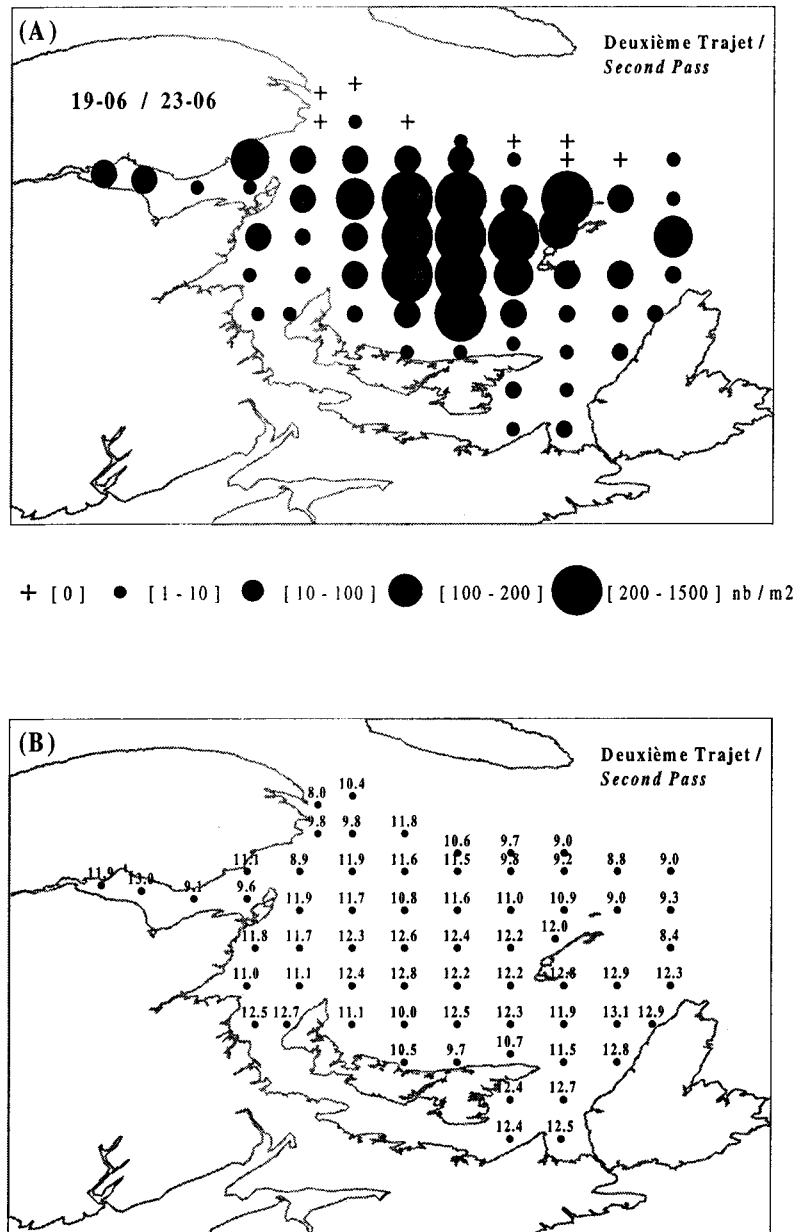 (A)
Deuxième Trajet /
Second Pass
19-06 / 23-06
+ [ 0 ] [ 1 - 10 ] [ 10 - 100 ] [ 100 - 200 ] [ 200 - 1500 ] nb / m2
(B)
Deuxième Trajet /
Second Pass
8.0 10.4
9.8 9.8 11.8
10.6 9.7 9.0
11.1 8.9 11.9 11.6 11.5 9.8 9.2 8.8 9.0
11.9 13.0 9.1 9.6
11.9 11.7 10.8 11.6 11.0 10.9 9.0 9.3
12.0
11.8 11.7 12.3 12.6 12.4 12.2 8.4
11.0 11.1 12.4 12.8 12.2 12.2 12.8 12.9 12.3
12.5 12.7 11.1 10.0 12.5 12.3 11.9 13.1 12.9
10.5 9.7 10.7 11.5 12.8
12.4 12.7
12.4 12.5